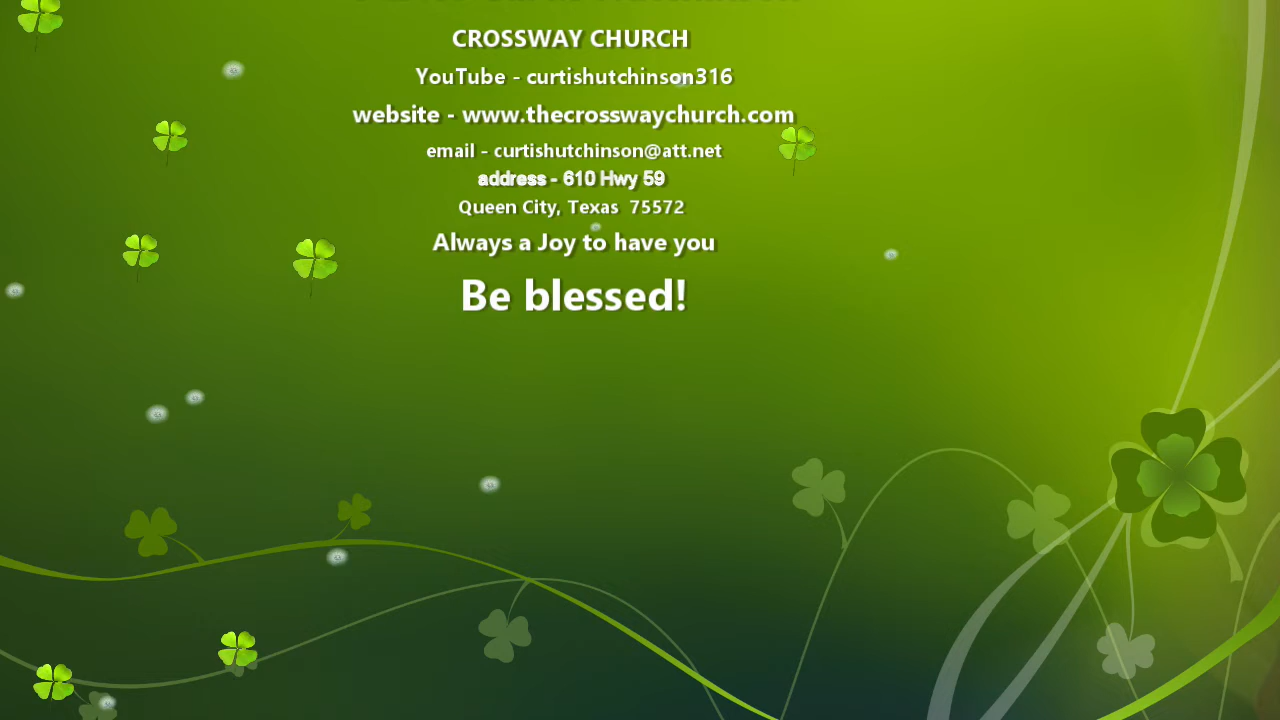 CROSSWAY CHURCH
YouTube - curtishutchinson316
website - www.thecrosswaychurch.com
email - curtishutchinson@att.net
address - 610 Hwy 59
Queen City, Texas  75572
Always a Joy to have you
Be blessed!